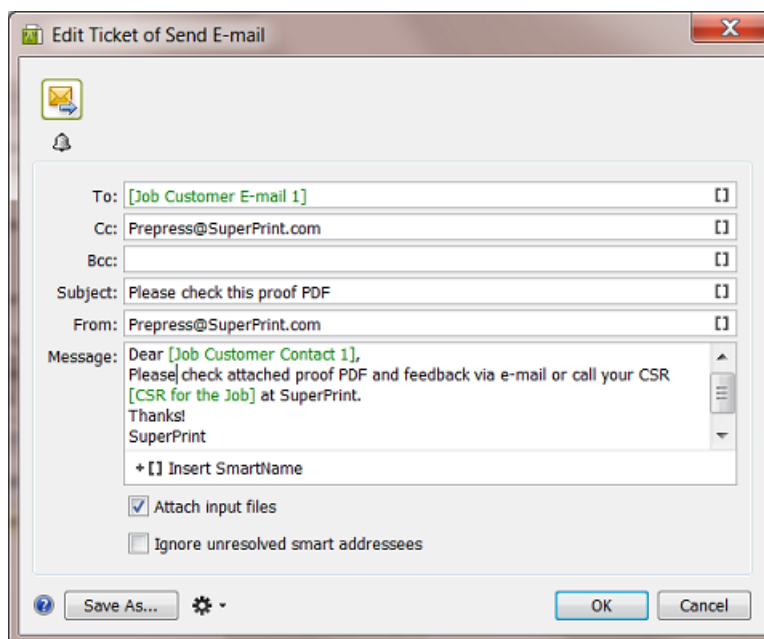 Edit Ticket of Send E-mail
X
To: [Job Customer E-mail 1] []
Cc: Prepress@SuperPrint.com []
Bcc: []
Subject: Please check this proof PDF []
From: Prepress@SuperPrint.com []
Message: Dear [Job Customer Contact 1],
Please check attached proof PDF and feedback via e-mail or call your CSR
[CSR for the Job] at SuperPrint.
Thanks!
SuperPrint
+[] Insert SmartName
Attach input files
Ignore unresolved smart addressees
? Save As... OK Cancel